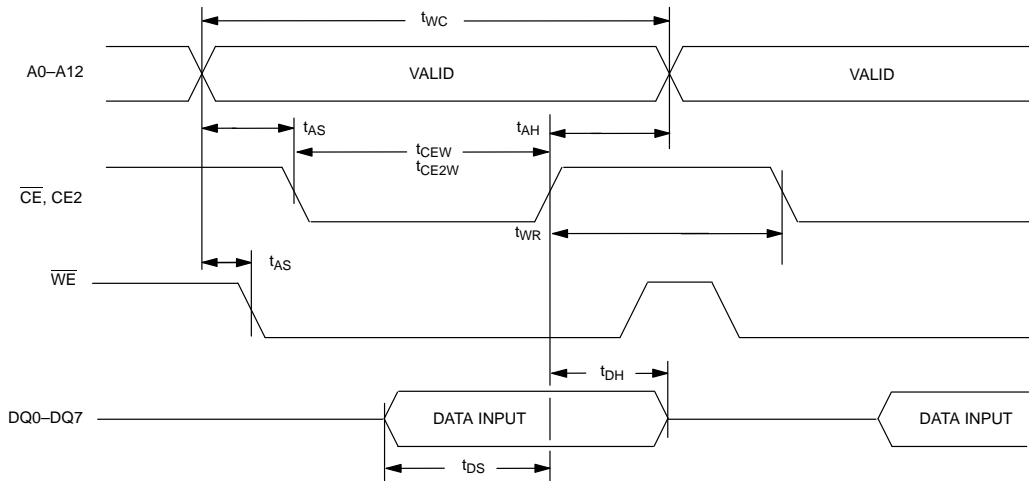 tWC
A0–A12
VALID
VALID
tAS
tAH
tCEW
tCE2W
CE, CE2
tWR
tAS
WE
tDH
DQ0–DQ7
DATA INPUT
DATA INPUT
tDS